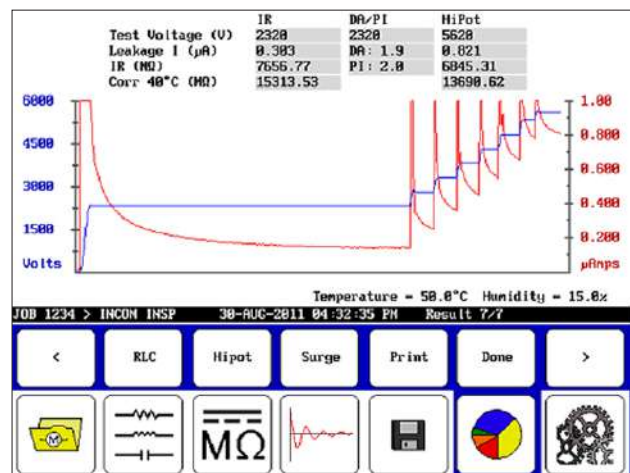 IR DA/PI HiPot
Test Voltage (V) 2320 2320 5620
Leakage I (µA) 0.303 DA: 1.9 0.821
IR (MΩ) 7656.77 PI: 2.0 6845.31
Corr 40°C (MΩ) 15313.53 13690.62
6000 1.00
4500 0.800
0.600
3000 0.400
1500 0.200
Volts µAmps
Temperature = 50.0°C Humidity = 15.0%
JOB 1234 > INCOM INSP 30-AUG-2011 04:32:35 PM Result 7/7
< RLC Hipot Surge Print Done >
M MΩ